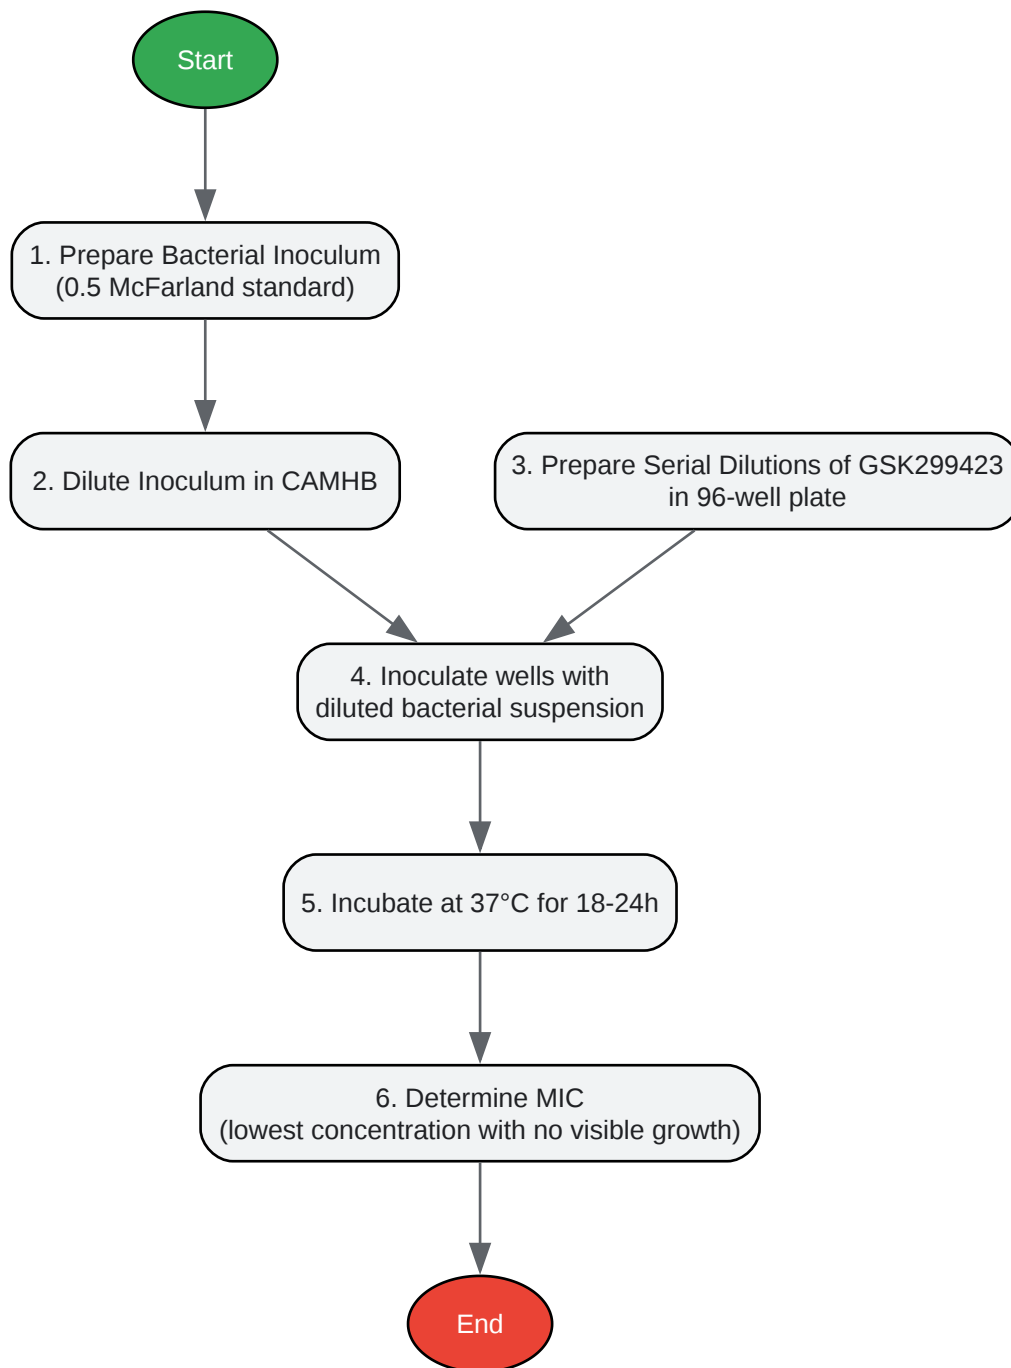 Start
1. Prepare Bacterial Inoculum
(0.5 McFarland standard)
2. Dilute Inoculum in CAMHB
3. Prepare Serial Dilutions of GSK299423
in 96-well plate
4. Inoculate wells with
diluted bacterial suspension
5. Incubate at 37°C for 18-24h
6. Determine MIC
(lowest concentration with no visible growth)
End